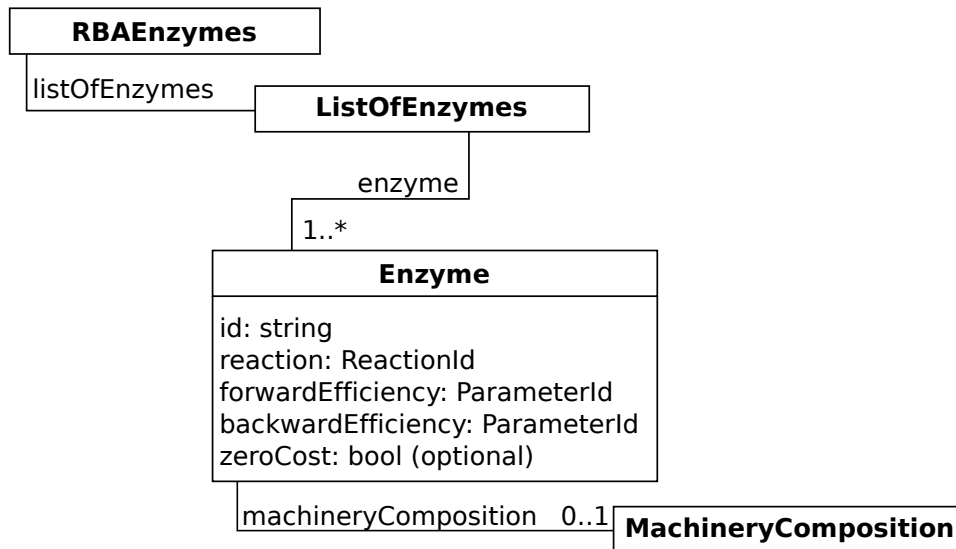 RBAEnzymes
listOfEnzymes
ListOfEnzymes
enzyme
1..*
Enzyme
id: string
reaction: ReactionId
forwardEfficiency: ParameterId
backwardEfficiency: ParameterId
zeroCost: bool (optional)
machineryComposition 0..1
MachineryComposition